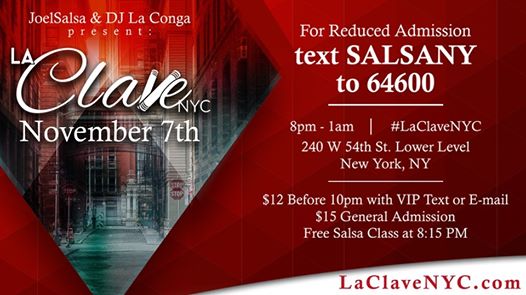 JoelSalsa & DJ La Conga
present:
LA
Clave
NYC
November 7th
For Reduced Admission
text SALSANY
to 64600
8pm - 1am | #LaClaveNYC
240 W 54th St. Lower Level
New York, NY
$12 Before 10pm with VIP Text or E-mail
$15 General Admission
Free Salsa Class at 8:15 PM
LaClaveNYC.com